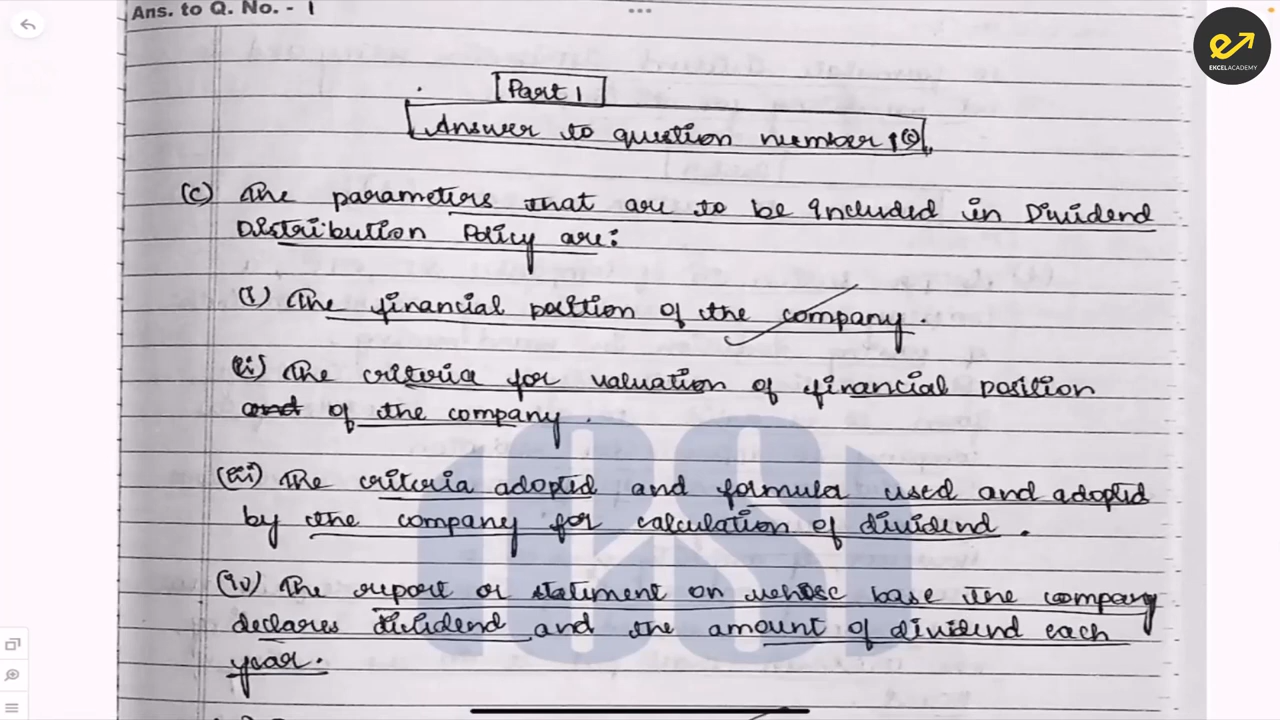 Ans. to Q. No. - 1
EXCELACADEMY
Part 1
Answer to question number 1(c).
(c) The parameters that are to be included in Dividend
Distribution Policy are:
(i) The financial position of the company.
(ii) The criteria for valuation of financial position
and of the company.
(iii) The criteria adopted and formula used and adopted
by the company for calculation of dividend.
(iv) The report or statement on whose base the company
declares dividend and the amount of dividend each
year.
ICSI